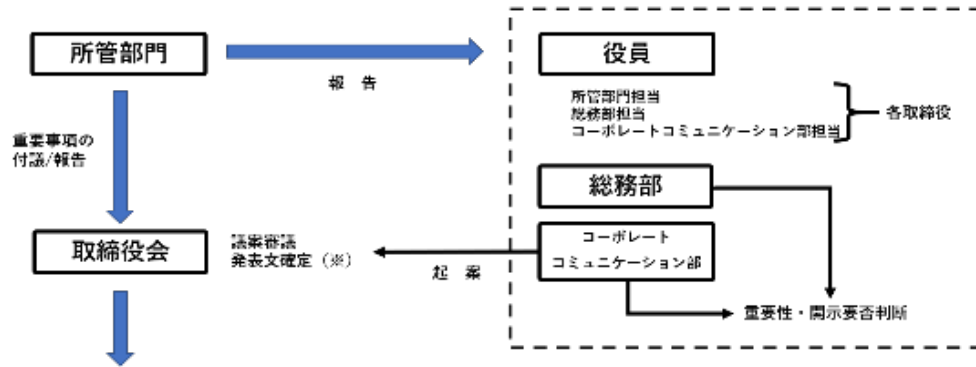 所管部門
報 告
役員
所管部門担当
総務部担当
コーポレートコミュニケーション部担当
各取締役
重要事項の
付議/報告
総務部
取締役会
議案審議
発表文確定（※）
起 案
コーポレート
コミュニケーション部
重要性・開示要否判断